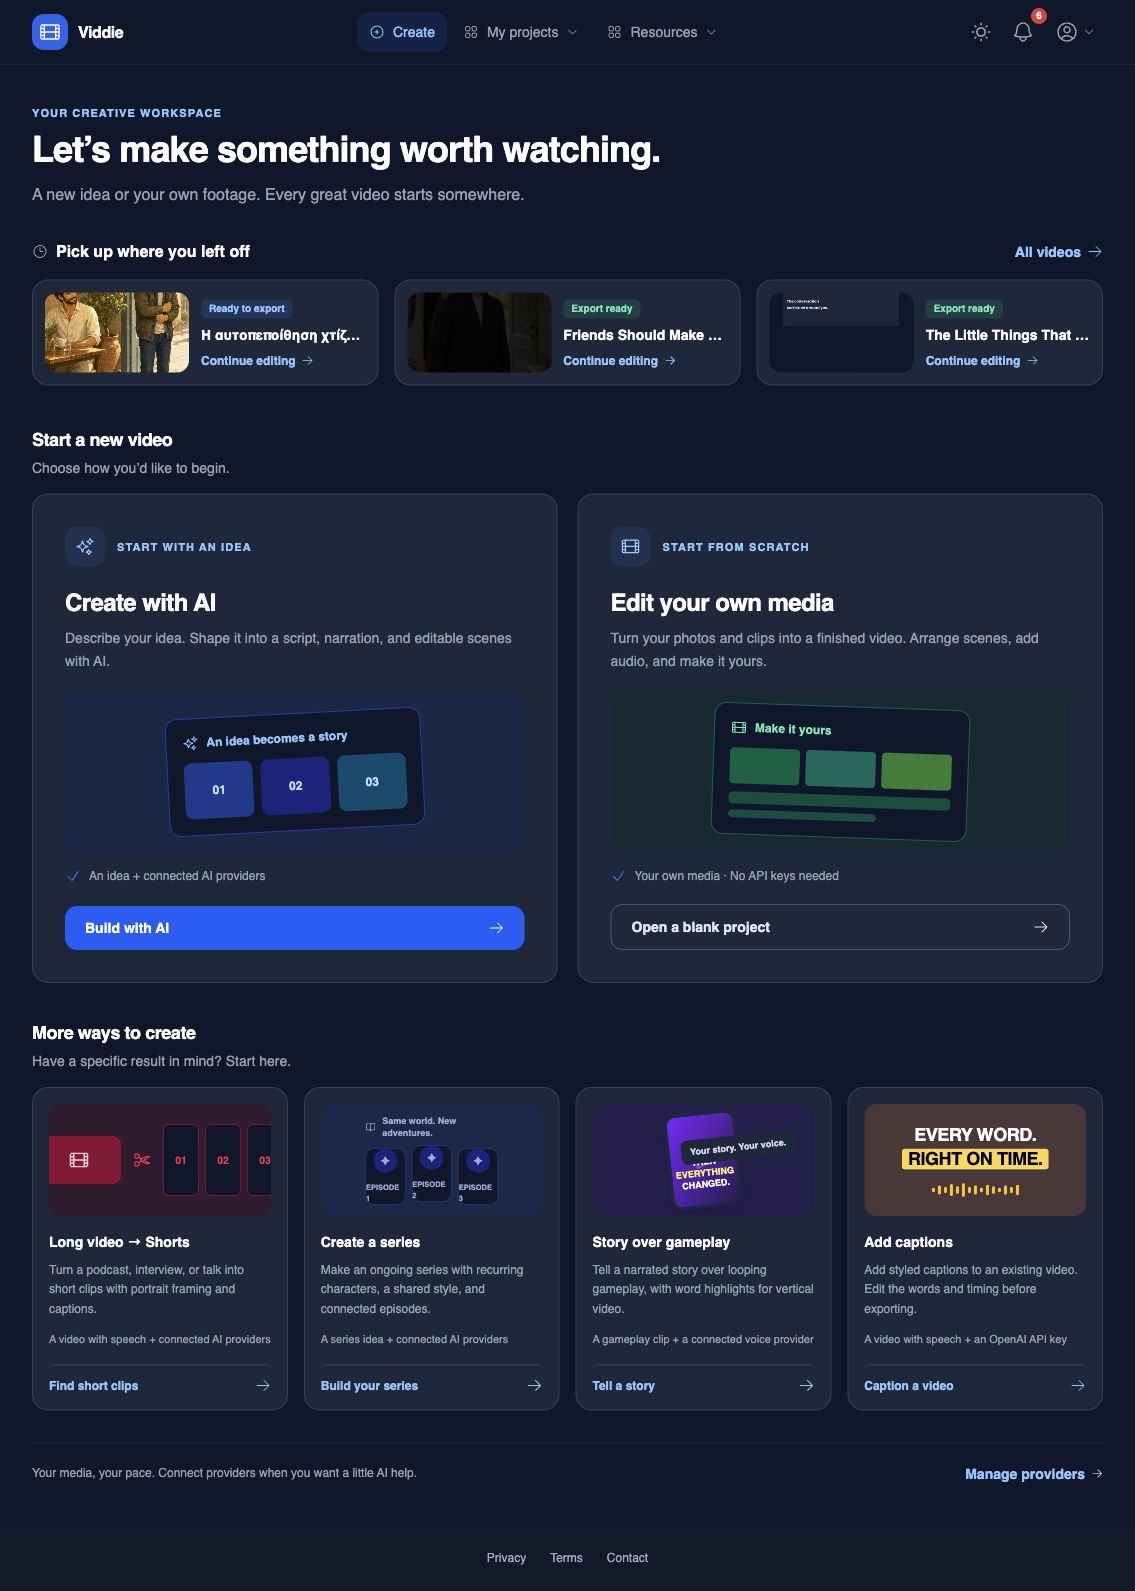 Viddie
Create
My projects
Resources
6
YOUR CREATIVE WORKSPACE
Let’s make something worth watching.
A new idea or your own footage. Every great video starts somewhere.
Pick up where you left off
All videos
Ready to export
Η αυτοπεποίθηση χτίζ...
Continue editing
Export ready
Friends Should Make ...
Continue editing
The conversation
Export ready
The Little Things That ...
Continue editing
Start a new video
Choose how you’d like to begin.
START WITH AN IDEA
Create with AI
Describe your idea. Shape it into a script, narration, and editable scenes
with AI.
An idea becomes a story
01
02
03
An idea + connected AI providers
Build with AI
START FROM SCRATCH
Edit your own media
Turn your photos and clips into a finished video. Arrange scenes, add
audio, and make it yours.
Make it yours
Your own media · No API keys needed
Open a blank project
More ways to create
Have a specific result in mind? Start here.
01
02
03
Long video → Shorts
Turn a podcast, interview, or talk into
short clips with portrait framing and
captions.
A video with speech + connected AI providers
Find short clips
Same world. New
adventures.
EPISODE
1
EPISODE
2
EPISODE
3
Create a series
Make an ongoing series with recurring
characters, a shared style, and
connected episodes.
A series idea + connected AI providers
Build your series
Your story. Your voice.
EVERYTHING
CHANGED.
Story over gameplay
Tell a narrated story over looping
gameplay, with word highlights for vertical
video.
A gameplay clip + a connected voice provider
Tell a story
EVERY WORD.
RIGHT ON TIME.
Add captions
Add styled captions to an existing video.
Edit the words and timing before
exporting.
A video with speech + an OpenAI API key
Caption a video
Your media, your pace. Connect providers when you want a little AI help.
Manage providers
Privacy
Terms
Contact